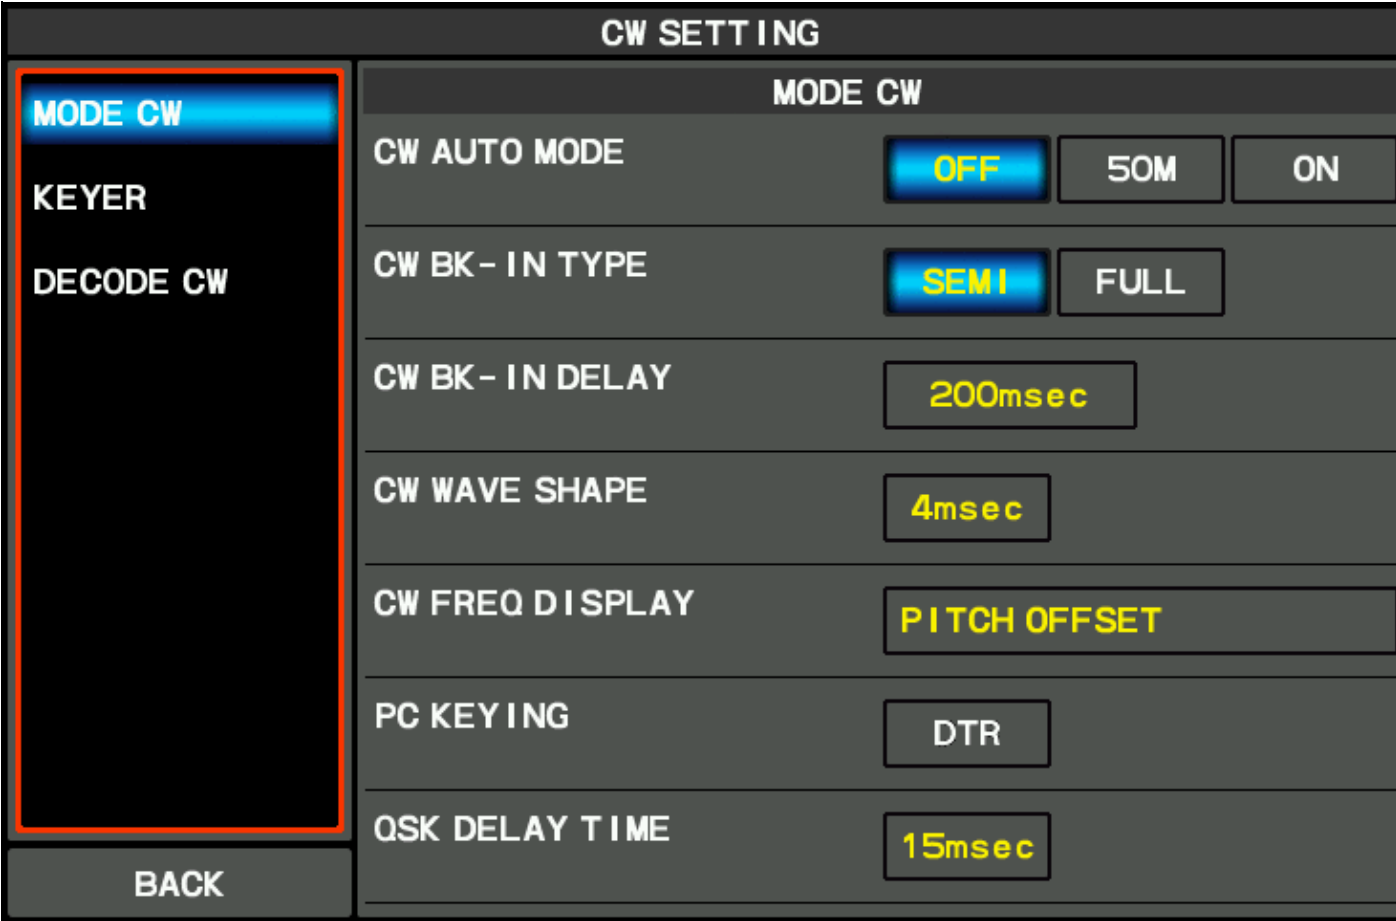 CW SETTING
MODE CW
KEYER
DECODE CW
BACK
MODE CW
CW AUTO MODE OFF 50M ON
CW BK-IN TYPE SEMI FULL
CW BK-IN DELAY 200msec
CW WAVE SHAPE 4msec
CW FREQ DISPLAY PITCH OFFSET
PC KEYING DTR
QSK DELAY TIME 15msec